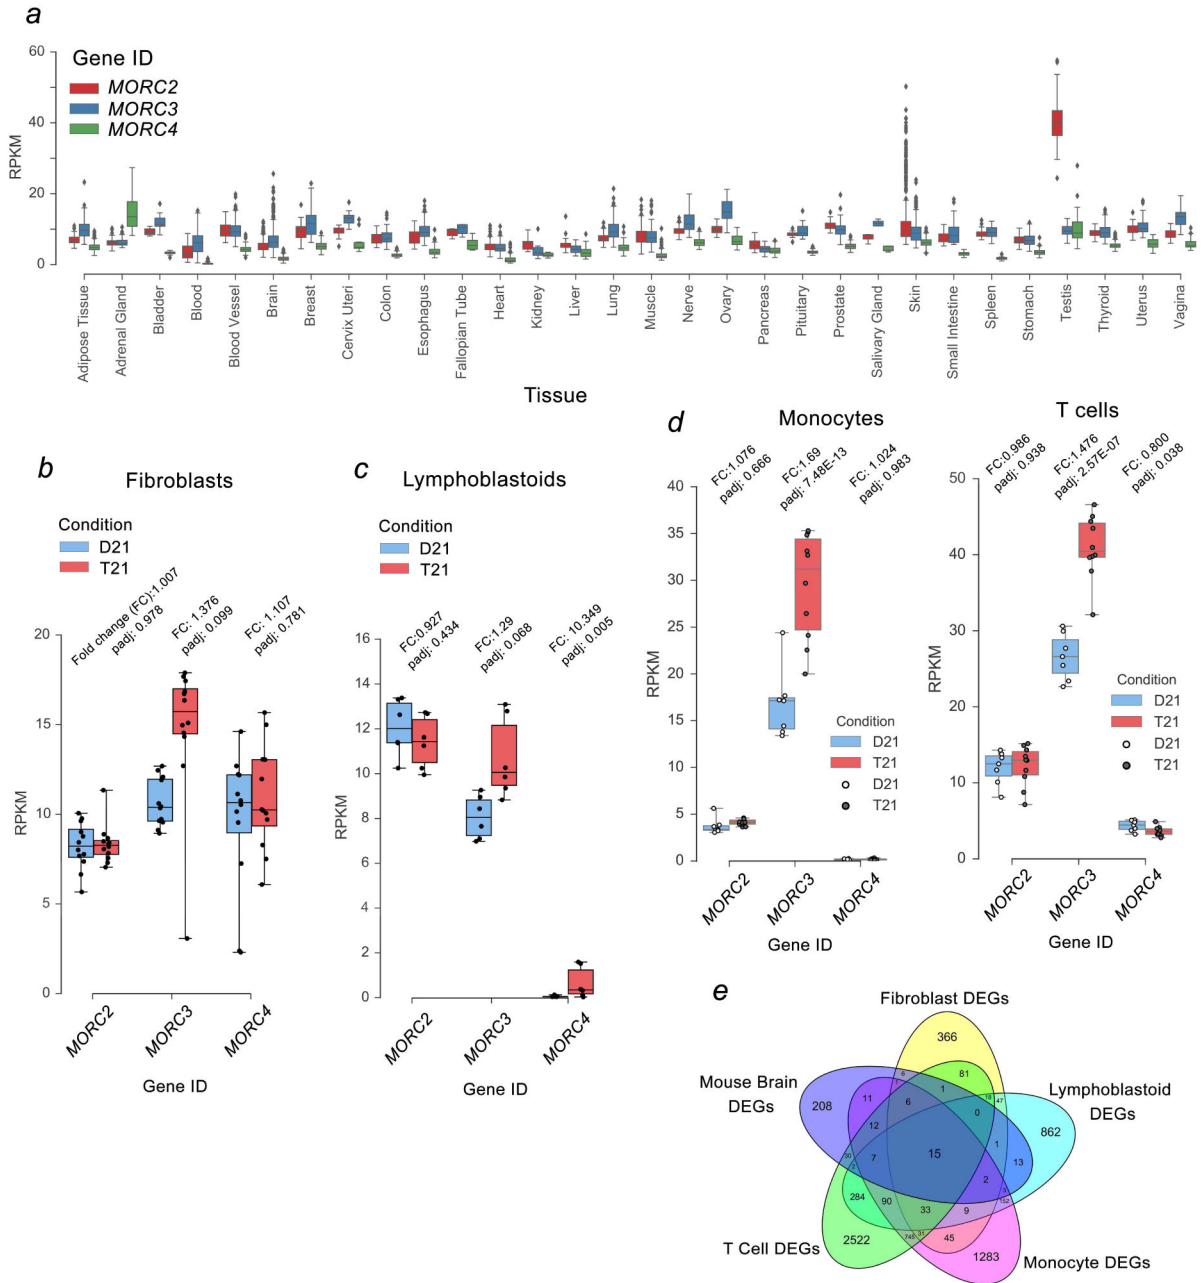 a
Gene ID
MORC2
MORC3
MORC4
RPKM
60
40
20
0
Adipose Tissue
Adrenal Gland
Bladder
Blood
Blood Vessel
Brain
Breast
Cervix Uteri
Colon
Esophagus
Fallopian Tube
Heart
Kidney
Liver
Lung
Muscle
Nerve
Ovary
Pancreas
Pituitary
Prostate
Salivary Gland
Skin
Small Intestine
Spleen
Stomach
Testis
Thyroid
Uterus
Vagina
Tissue
b
Fibroblasts
Condition
D21
T21
Fold change (FC):1.007
padj: 0.978
FC: 1.376
padj: 0.099
FC: 1.107
padj: 0.781
RPKM
20
15
10
5
0
MORC2
MORC3
MORC4
Gene ID
c
Lymphoblastoids
Condition
D21
T21
FC:0.927
padj: 0.434
FC:1.29
padj: 0.068
FC: 10.349
padj: 0.005
RPKM
16
14
12
10
8
6
4
2
0
MORC2
MORC3
MORC4
Gene ID
d
Monocytes
FC:1.076
padj: 0.666
FC:1.69
padj: 7.48E-13
FC: 1.024
padj: 0.983
RPKM
40
35
30
25
20
15
10
5
0
Condition
D21
T21
D21
T21
MORC2
MORC3
MORC4
Gene ID
T cells
FC:0.986
padj: 0.938
FC:1.476
padj: 2.57E-07
FC: 0.800
padj: 0.038
RPKM
50
40
30
20
10
0
Condition
D21
T21
D21
T21
MORC2
MORC3
MORC4
Gene ID
e
Fibroblast DEGs
Mouse Brain
DEGs
Lymphoblastoid
DEGs
T Cell DEGs
Monocyte DEGs
366
6
81
1
18
47
208
11
6
0
862
12
1
15
13
30
2
7
2
3
152
284
90
33
9
745
31
45
2522
1283